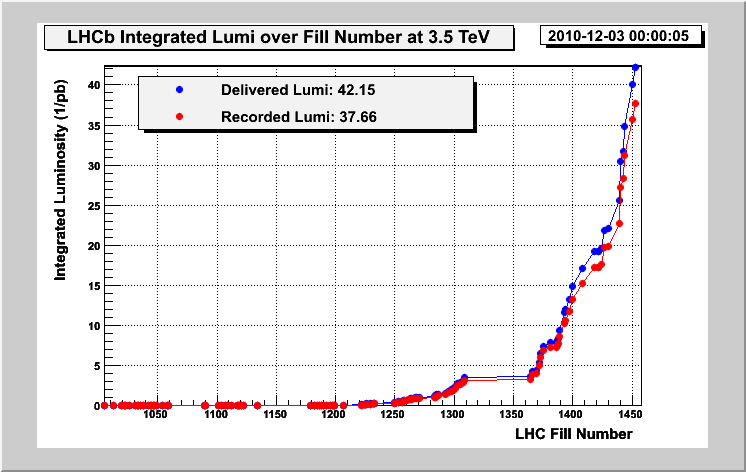 LHCb Integrated Lumi over Fill Number at 3.5 TeV
2010-12-03 00:00:05
Delivered Lumi: 42.15
Recorded Lumi: 37.66
Integrated Luminosity (1/pb)
40
35
30
25
20
15
10
5
0
1050 1100 1150 1200 1250 1300 1350 1400 1450
LHC Fill Number